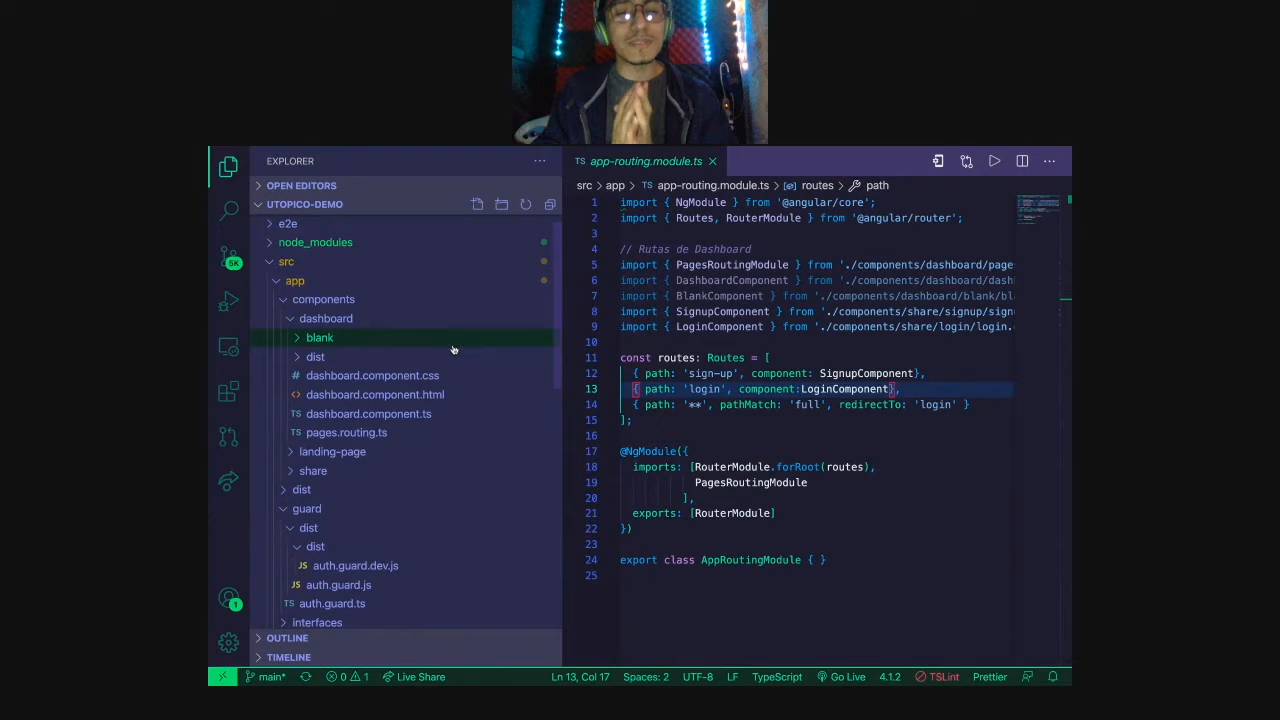 EXPLORER
OPEN EDITORS
UTOPICO-DEMO
e2e
node_modules
src
app
components
dashboard
blank
dist
dashboard.component.css
dashboard.component.html
dashboard.component.ts
pages.routing.ts
landing-page
share
dist
guard
dist
dist
JS auth.guard.dev.js
JS auth.guard.js
TS auth.guard.ts
interfaces
OUTLINE
TIMELINE
5K
1
TS app-routing.module.ts
src > app > TS app-routing.module.ts > routes > path
1 import { NgModule } from '@angular/core';
2 import { Routes, RouterModule } from '@angular/router';
3
4 // Rutas de Dashboard
5 import { PagesRoutingModule } from './components/dashboard/page
6 import { DashboardComponent } from './components/dashboard/dash
7 import { BlankComponent } from './components/dashboard/blank/bl
8 import { SignupComponent } from './components/share/signup/sign
9 import { LoginComponent } from './components/share/login/login.
10
11 const routes: Routes = [
12 { path: 'sign-up', component: SignupComponent},
13 { path: 'login', component:LoginComponent},
14 { path: '**', pathMatch: 'full', redirectTo: 'login' }
15 ];
16
17 @NgModule({
18 imports: [RouterModule.forRoot(routes),
19 PagesRoutingModule
20 ],
21 exports: [RouterModule]
22 })
23
24 export class AppRoutingModule { }
25
main* 0 1 Live Share Ln 13, Col 17 Spaces: 2 UTF-8 LF TypeScript Go Live 4.1.2 TSLint Prettier